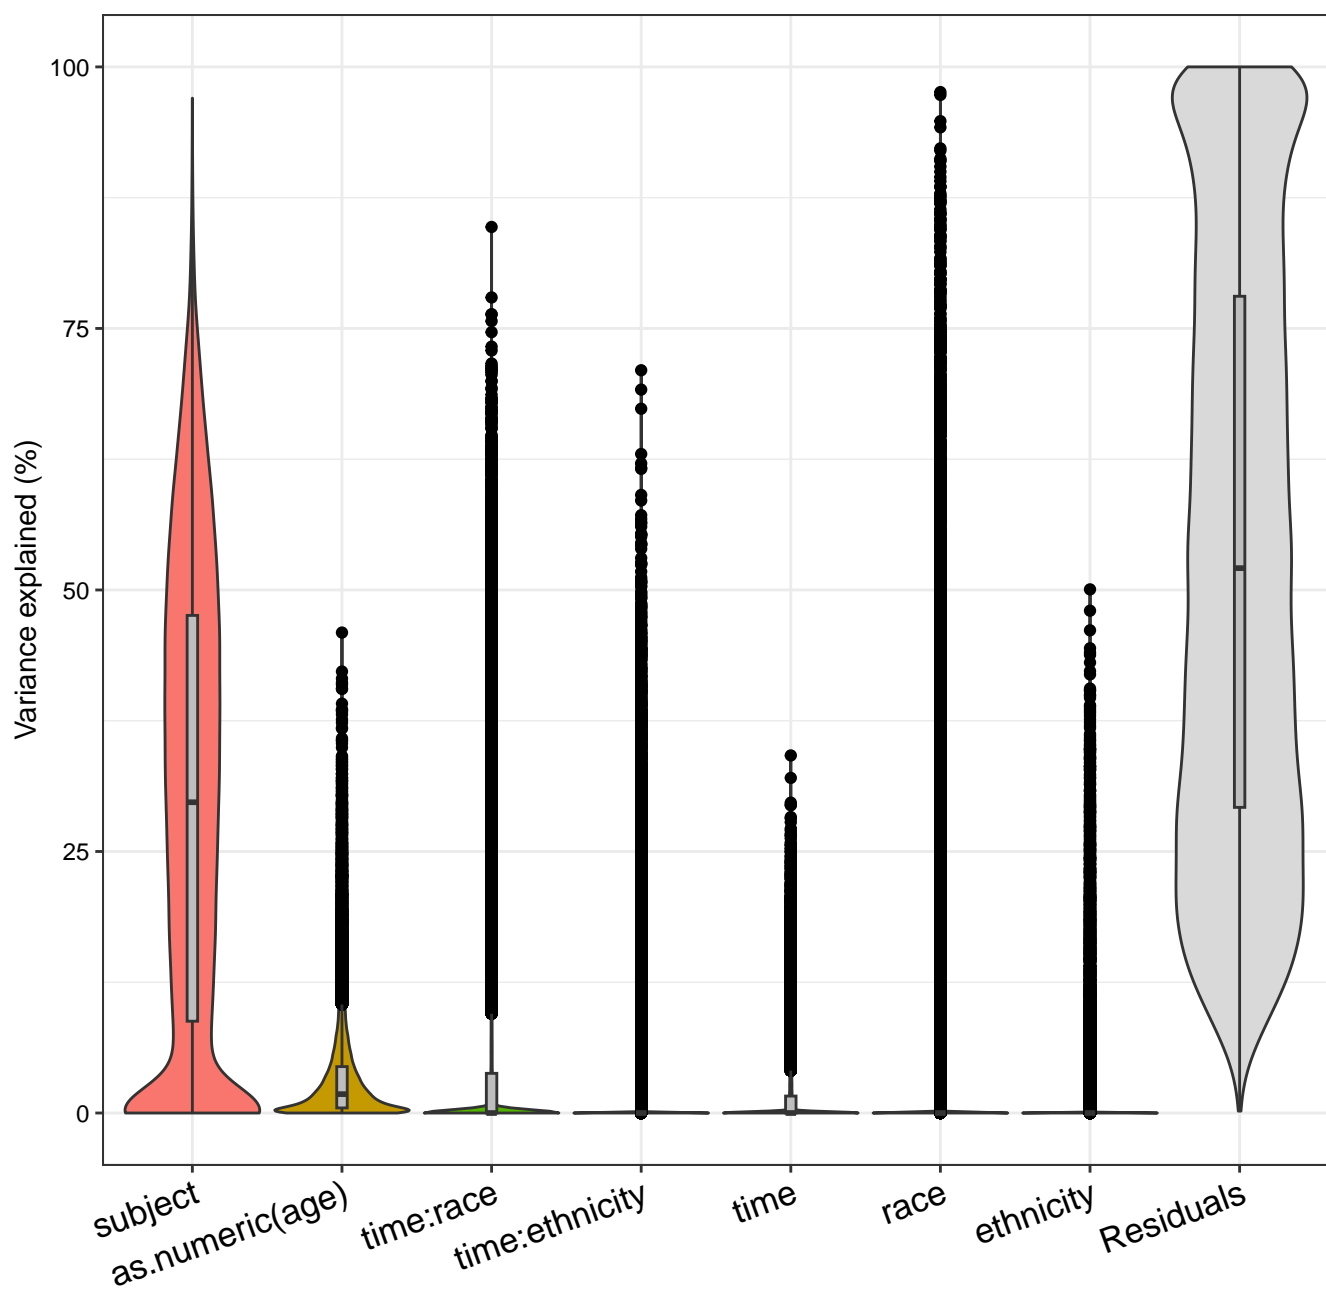 Variance explained (%)
100
75
50
25
0
subject
as.numeric(age)
time:race
time:ethnicity
time
race
ethnicity
Residuals